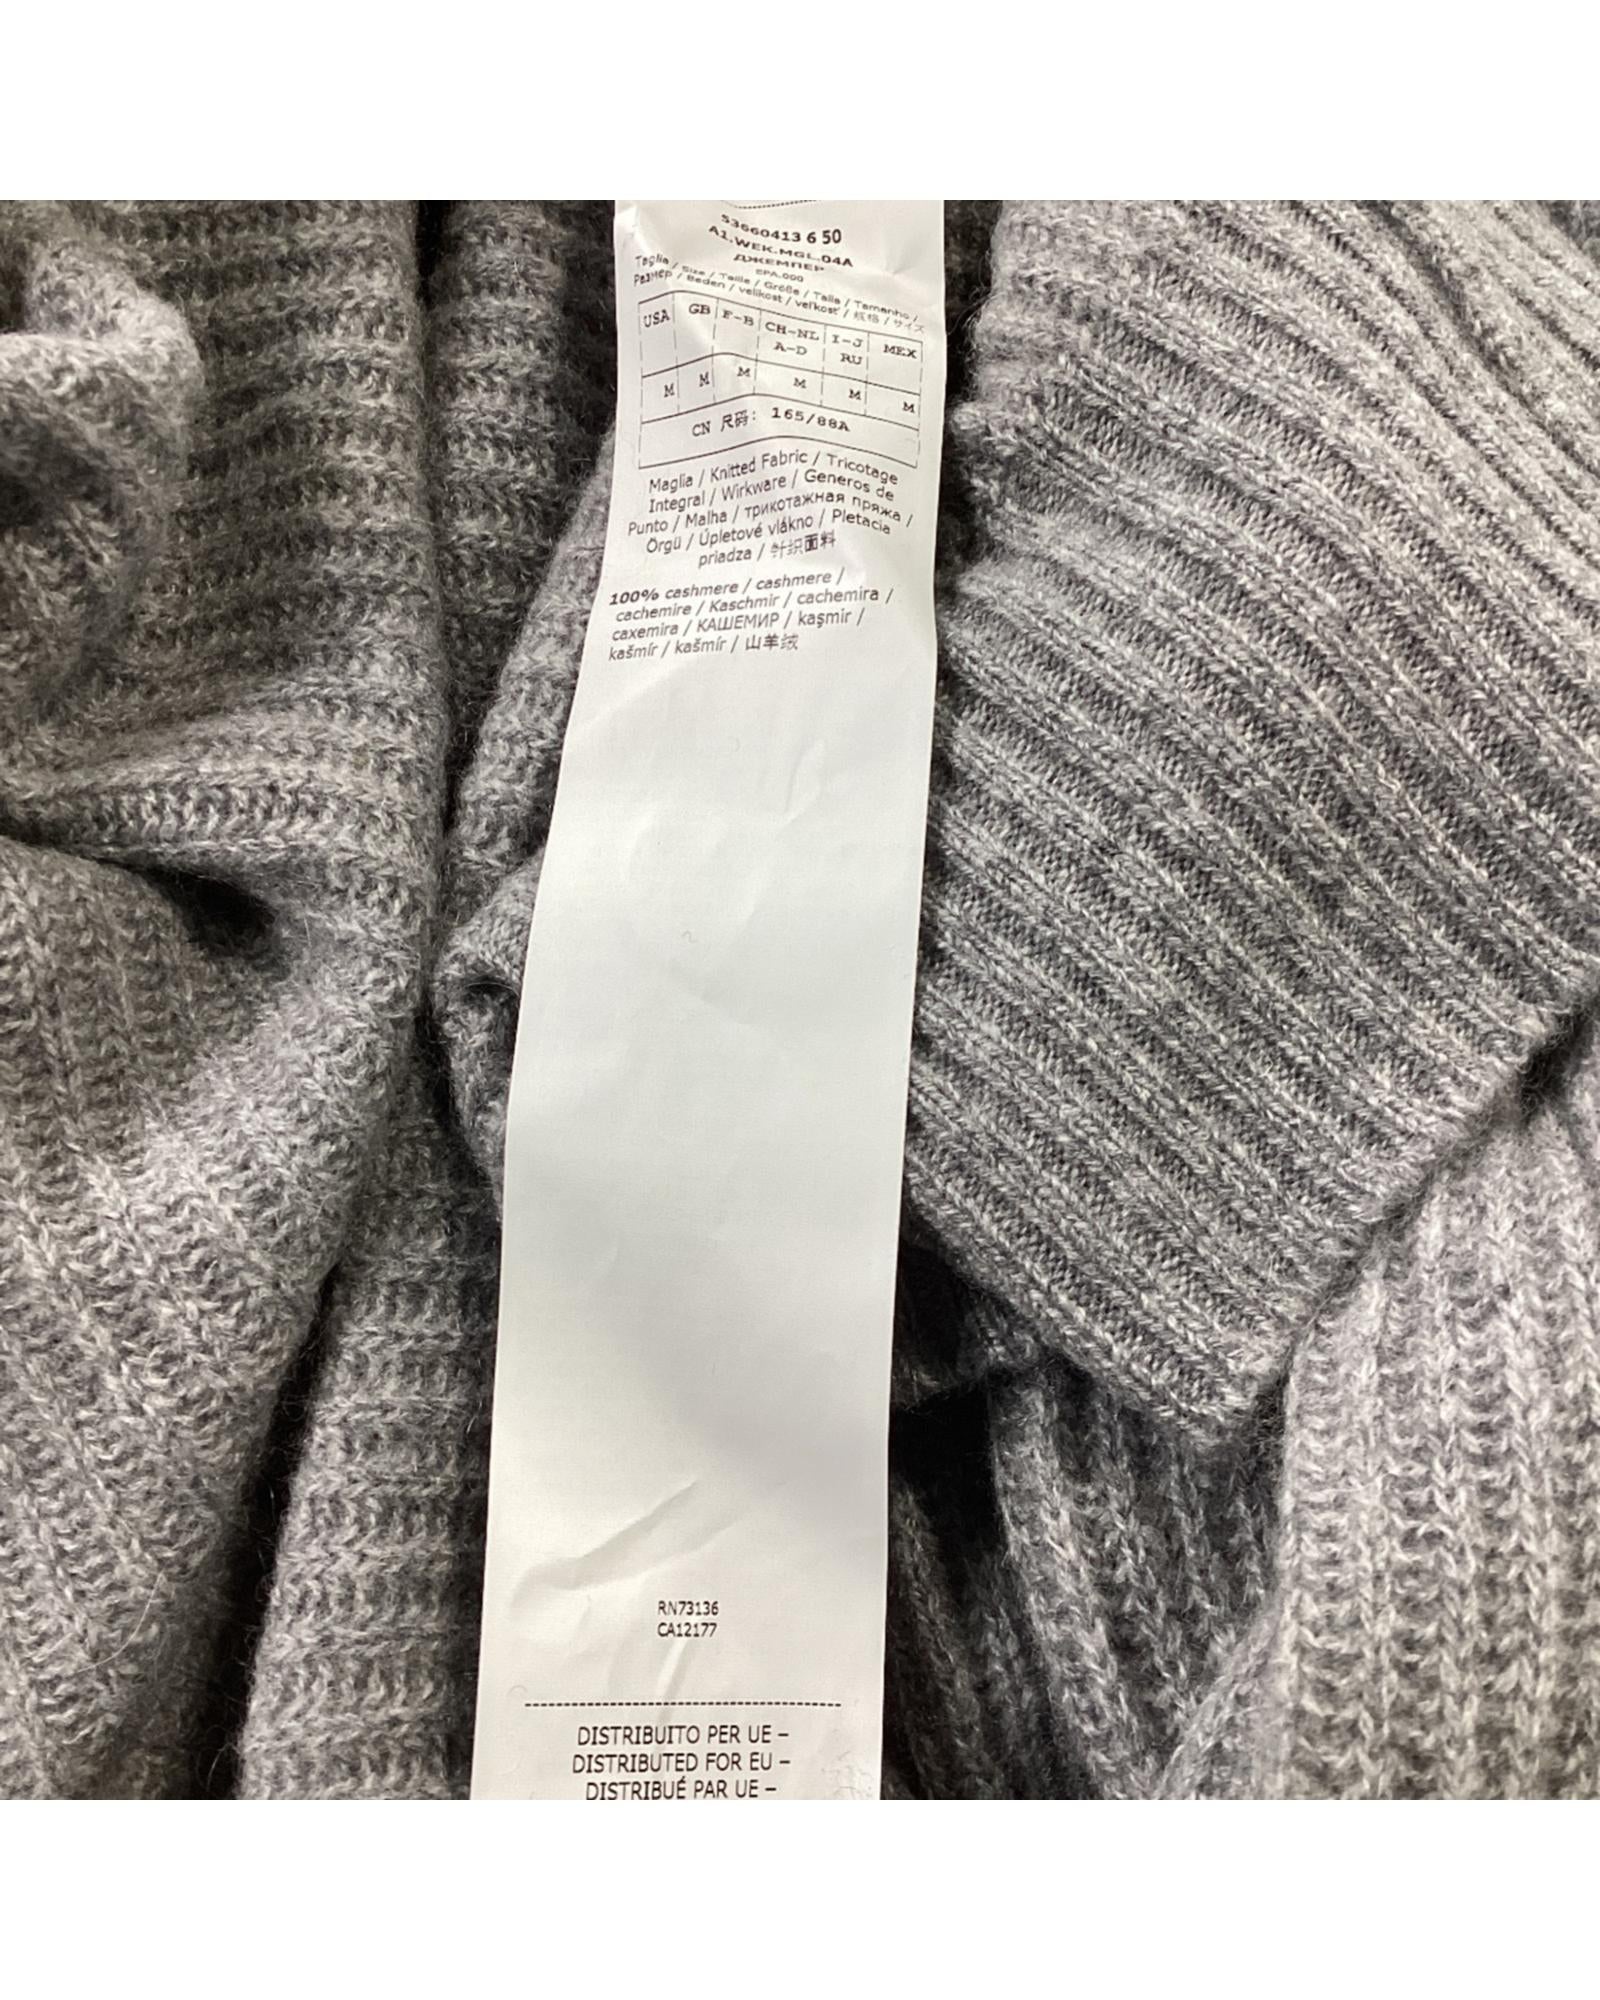 53660413 6 50
A1.WEK.MGL.04A
ДЖЕМПЕР
EPA.000
Taglia / Size / Taille / Größe / Talla / Tamanho /
Размер / Beden / velikost / veľkosť / 规格 / サイズ
USA GB F-B CH-NL I-J MEX
A-D RU
M M M M M M
CN 尺码: 165/88A
Maglia / Knitted Fabric / Tricotage
Integral / Wirkware / Generos de
Punto / Malha / трикотажная пряжа /
Örgü / Úpletové vlákno / Pletacia
priadza / 针织面料
100% cashmere / cashmere /
cachemire / Kaschmir / cachemira /
caxemira / КАШЕМИР / kaşmir /
kašmír / kašmír / 山羊绒
RN73136
CA12177
DISTRIBUITO PER UE –
DISTRIBUTED FOR EU –
DISTRIBUÉ PAR UE –